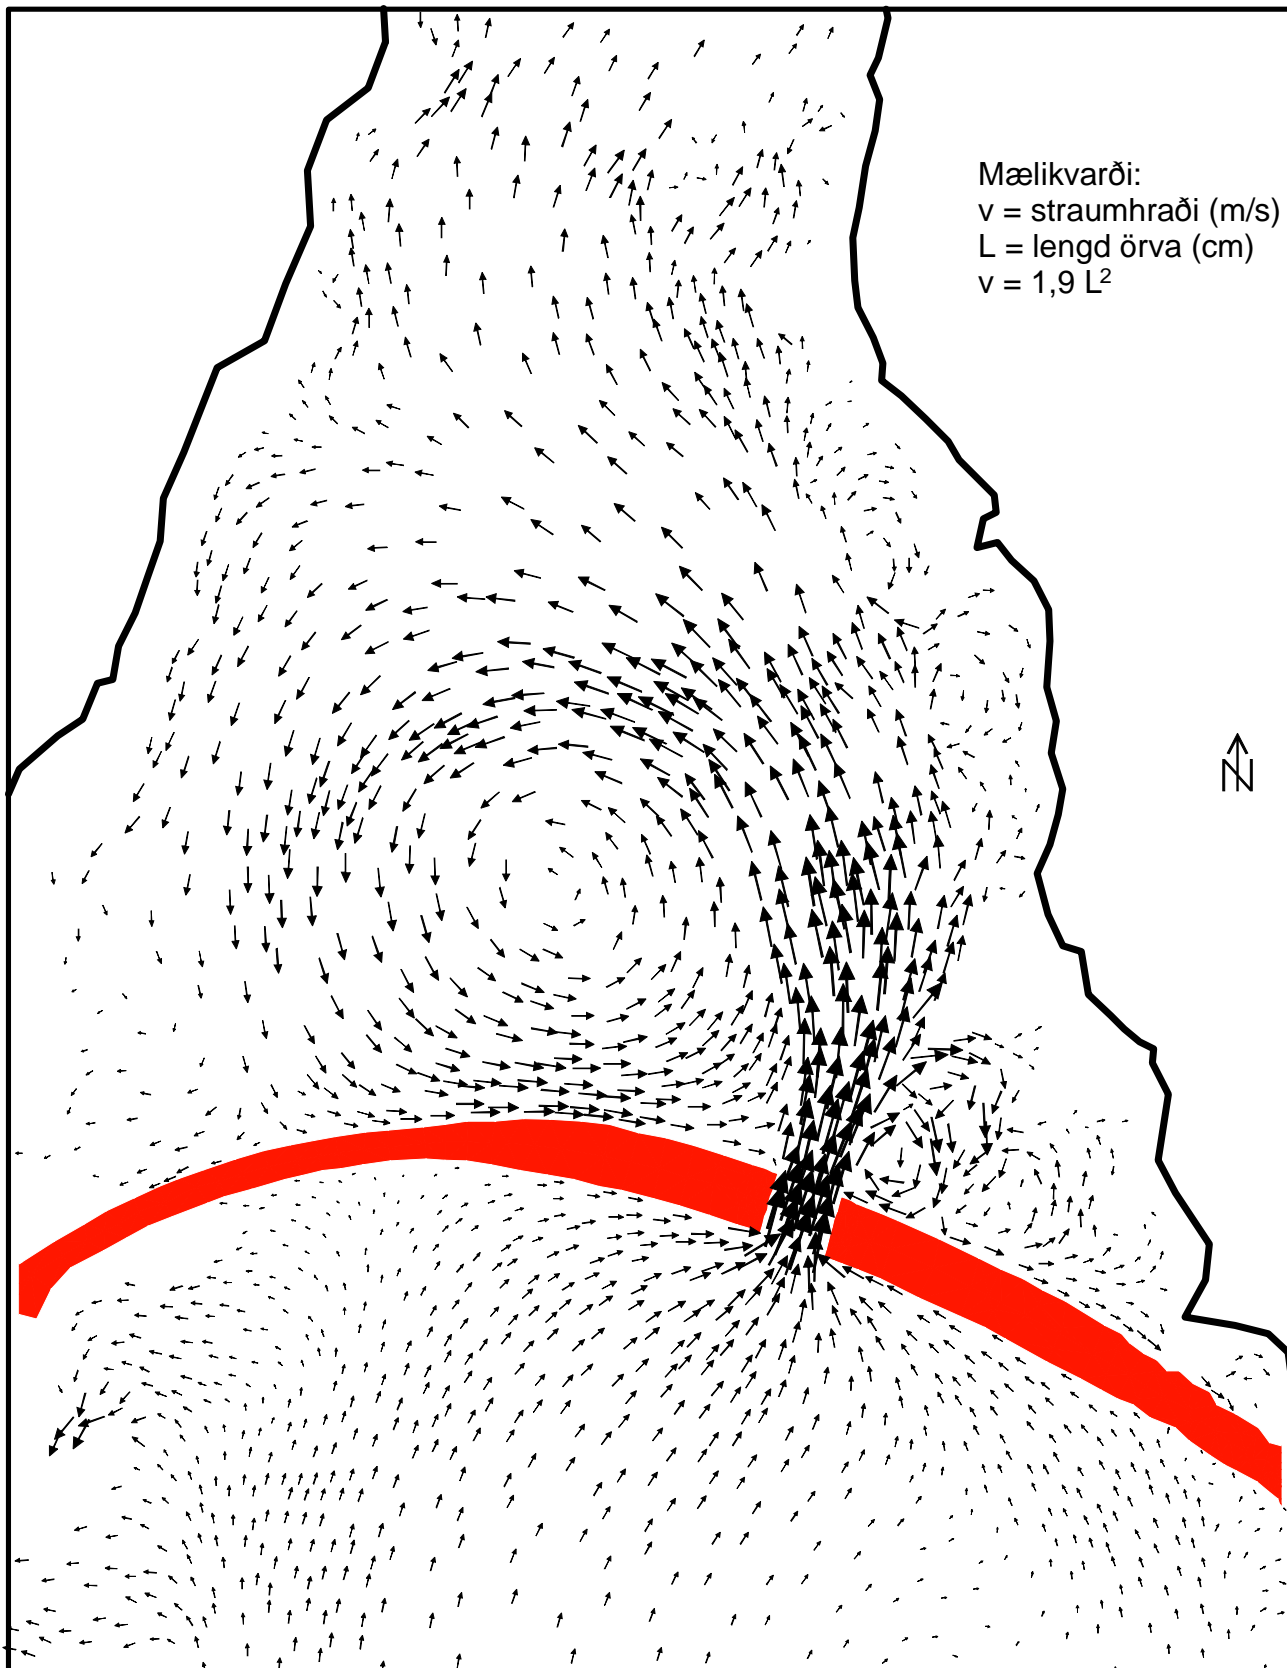 Mælikvarði:
v = straumhraði (m/s)
L = lengd örva (cm)
v = 1,9 L²
N